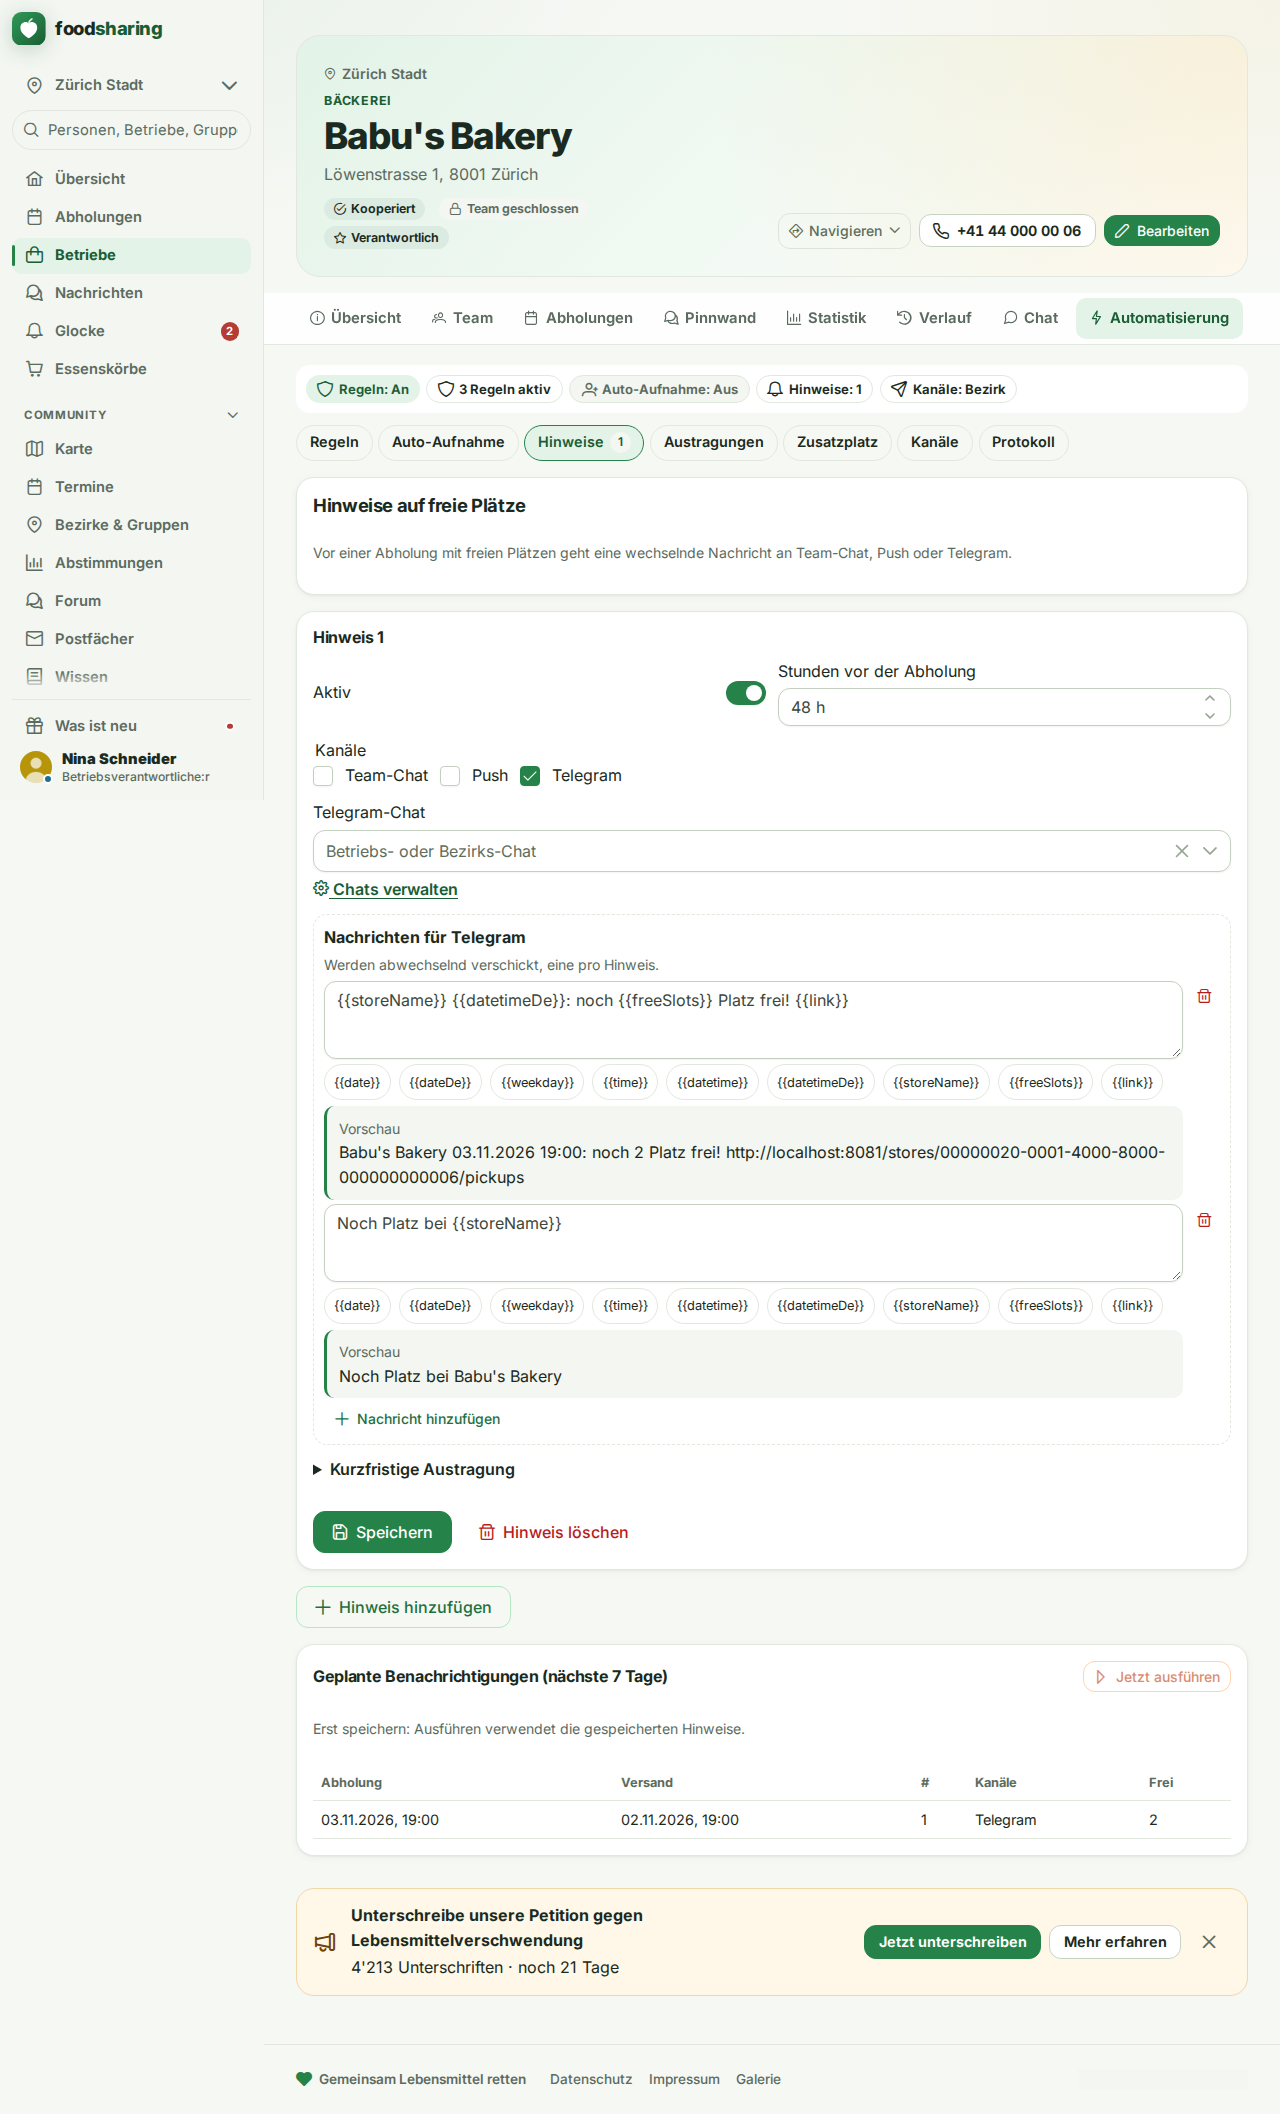 foodsharing
Zürich Stadt
Personen, Betriebe, Grupp
Übersicht
Abholungen
Betriebe
Nachrichten
Glocke 2
Essenskörbe
COMMUNITY
Karte
Termine
Bezirke & Gruppen
Abstimmungen
Forum
Postfächer
Wissen
Was ist neu
Nina Schneider
Betriebsverantwortliche:r
Zürich Stadt
BÄCKEREI
Babu's Bakery
Löwenstrasse 1, 8001 Zürich
Kooperiert Team geschlossen
Verantwortlich
Navigieren +41 44 000 00 06 Bearbeiten
Übersicht Team Abholungen Pinnwand Statistik Verlauf Chat Automatisierung
Regeln: An 3 Regeln aktiv Auto-Aufnahme: Aus Hinweise: 1 Kanäle: Bezirk
Regeln Auto-Aufnahme Hinweise 1 Austragungen Zusatzplatz Kanäle Protokoll
Hinweise auf freie Plätze
Vor einer Abholung mit freien Plätzen geht eine wechselnde Nachricht an Team-Chat, Push oder Telegram.
Hinweis 1
Stunden vor der Abholung
Aktiv
48 h
Kanäle
Team-Chat Push Telegram
Telegram-Chat
Betriebs- oder Bezirks-Chat
Chats verwalten
Nachrichten für Telegram
Werden abwechselnd verschickt, eine pro Hinweis.
{{storeName}} {{datetimeDe}}: noch {{freeSlots}} Platz frei! {{link}}
{{date}} {{dateDe}} {{weekday}} {{time}} {{datetime}} {{datetimeDe}} {{storeName}} {{freeSlots}} {{link}}
Vorschau
Babu's Bakery 03.11.2026 19:00: noch 2 Platz frei! http://localhost:8081/stores/00000020-0001-4000-8000-
000000000006/pickups
Noch Platz bei {{storeName}}
{{date}} {{dateDe}} {{weekday}} {{time}} {{datetime}} {{datetimeDe}} {{storeName}} {{freeSlots}} {{link}}
Vorschau
Noch Platz bei Babu's Bakery
Nachricht hinzufügen
Kurzfristige Austragung
Speichern Hinweis löschen
Hinweis hinzufügen
Geplante Benachrichtigungen (nächste 7 Tage) Jetzt ausführen
Erst speichern: Ausführen verwendet die gespeicherten Hinweise.
Abholung Versand # Kanäle Frei
03.11.2026, 19:00 02.11.2026, 19:00 1 Telegram 2
Unterschreibe unsere Petition gegen
Lebensmittelverschwendung
4'213 Unterschriften · noch 21 Tage
Jetzt unterschreiben Mehr erfahren
Gemeinsam Lebensmittel retten Datenschutz Impressum Galerie